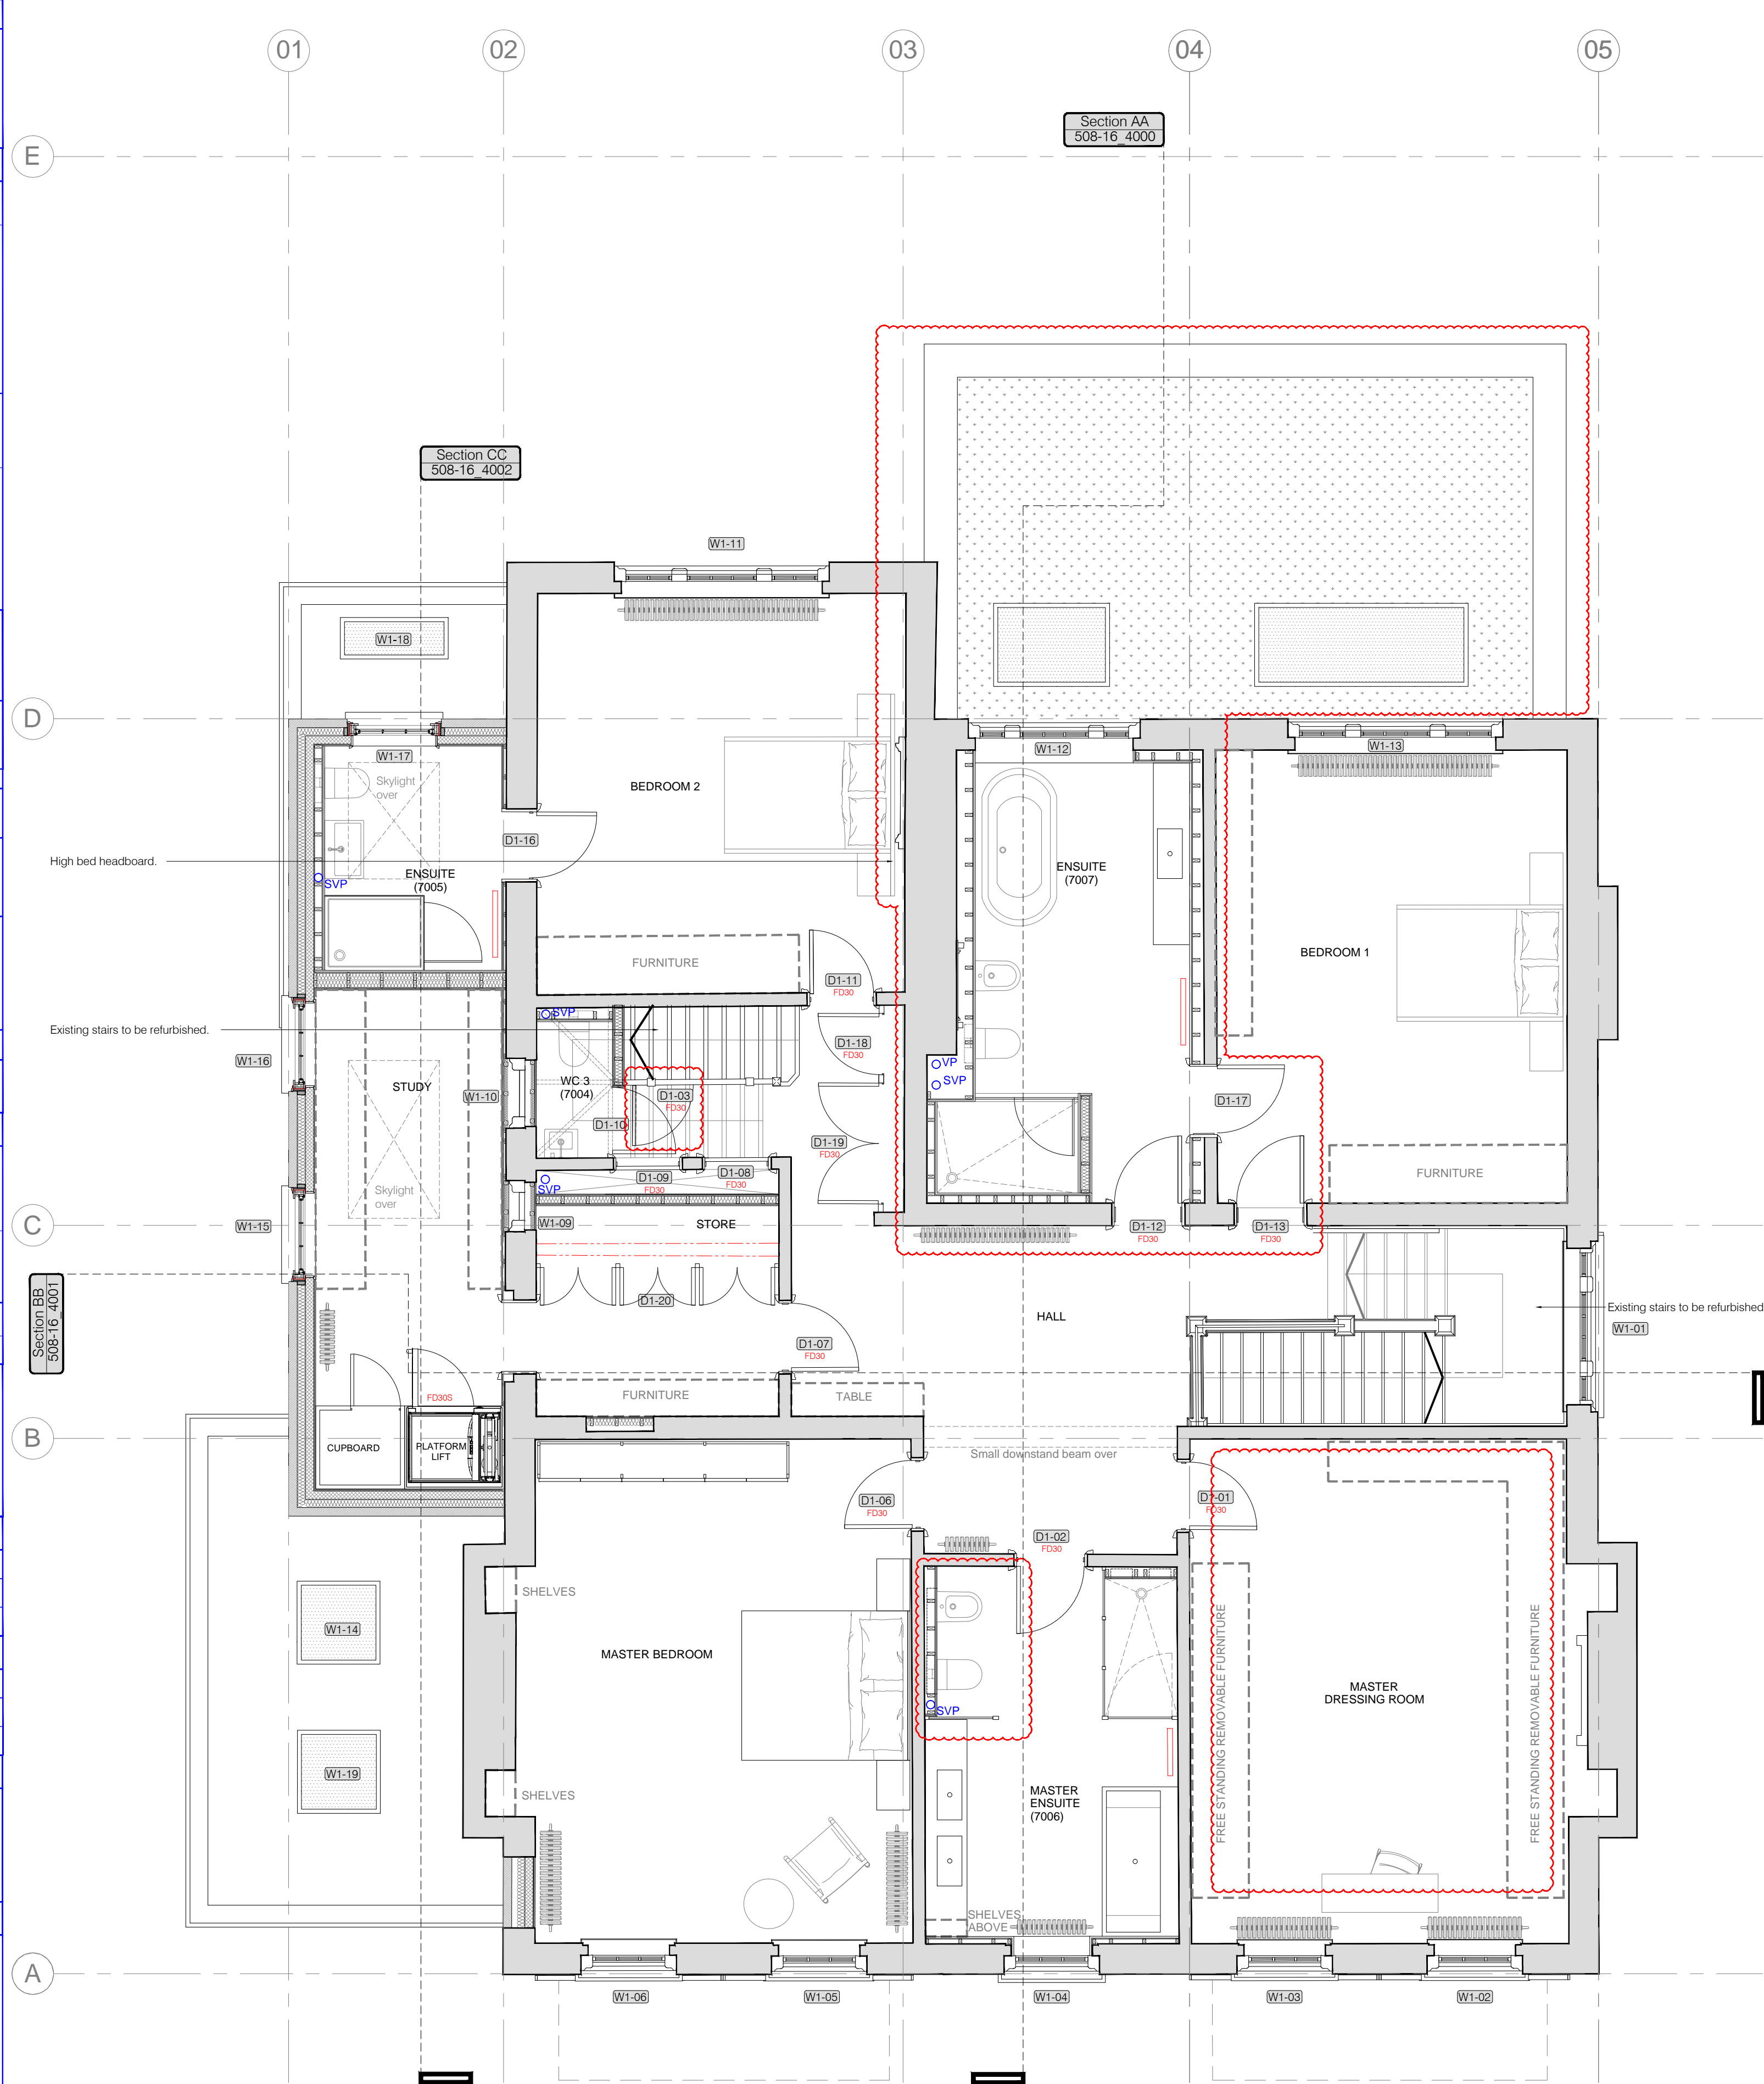 01
02
03
04
05
Section AA
508-16_4000
E
Section CC
508-16_4002
W1-11
W1-18
D
W1-17
W1-12
W1-13
Skylight
over
BEDROOM 2
D1-16
High bed headboard.
ENSUITE
(7005)
SVP
ENSUITE
(7007)
BEDROOM 1
FURNITURE
D1-11
FD30
SVP
Existing stairs to be refurbished.
W1-16
D1-18
FD30
VP
SVP
STUDY
W1-10
WC 3
(7004)
D1-03
FD30
D1-10
D1-17
D1-19
FD30
FURNITURE
D1-09
FD30
D1-08
FD30
SVP
Skylight
over
C
W1-15
W1-09
STORE
D1-12
FD30
D1-13
FD30
Section BB
508-16_4001
D1-20
HALL
Existing stairs to be refurbished
W1-01
D1-07
FD30
FD30S
FURNITURE
TABLE
B
CUPBOARD
PLATFORM
LIFT
Small downstand beam over
D1-06
FD30
D1-01
FD30
D1-02
FD30
SHELVES
W1-14
MASTER BEDROOM
FREE STANDING REMOVABLE FURNITURE
FREE STANDING REMOVABLE FURNITURE
MASTER
DRESSING ROOM
SVP
W1-19
SHELVES
MASTER
ENSUITE
(7006)
SHELVES
ABOVE
A
W1-06
W1-05
W1-04
W1-03
W1-02